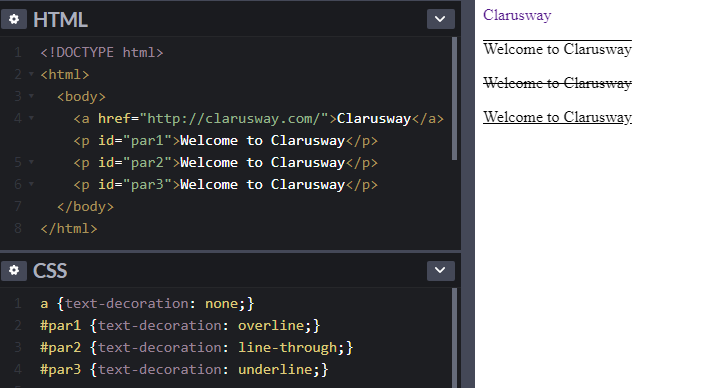 HTML
1 <!DOCTYPE html>
2 <html>
3 <body>
4 <a href="http://clarusway.com/">Clarusway</a>
<p id="par1">Welcome to Clarusway</p>
5 <p id="par2">Welcome to Clarusway</p>
6 <p id="par3">Welcome to Clarusway</p>
7 </body>
8 </html>
CSS
1 a {text-decoration: none;}
2 #par1 {text-decoration: overline;}
3 #par2 {text-decoration: line-through;}
4 #par3 {text-decoration: underline;}
Clarusway
Welcome to Clarusway
Welcome to Clarusway
Welcome to Clarusway